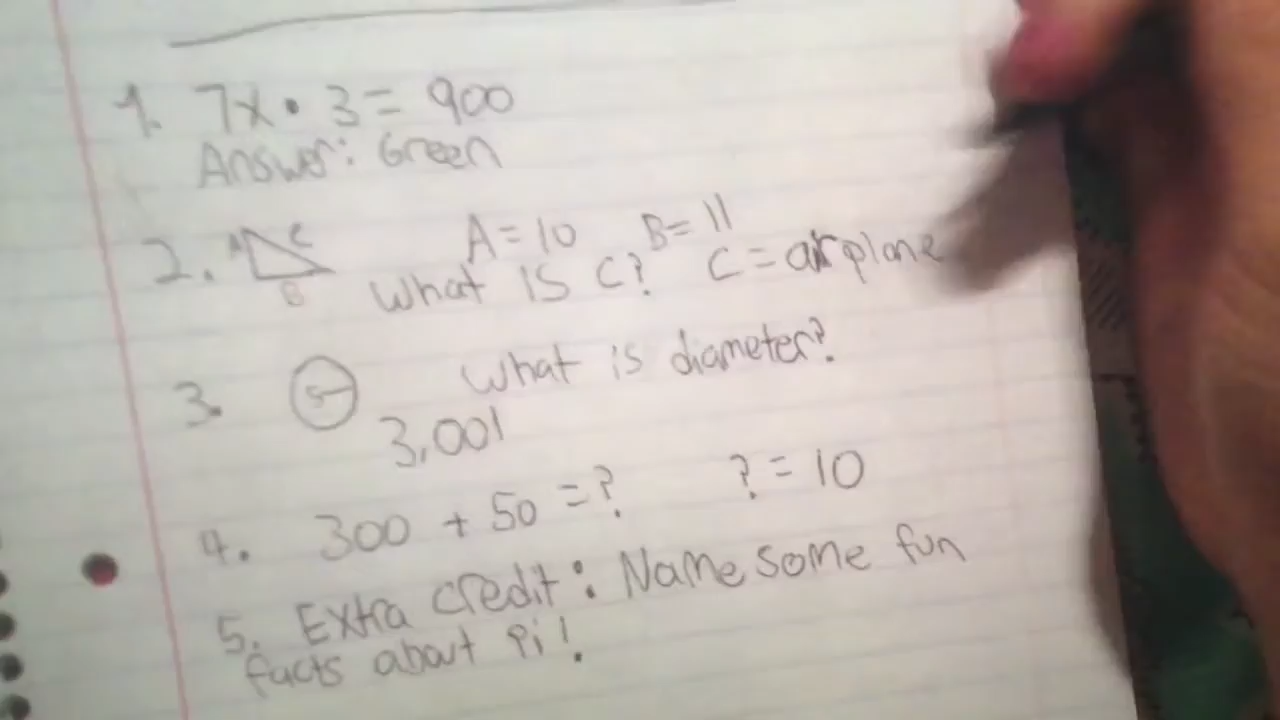 1. 7x • 3 = 900
Answer: Green
2. A C B A = 10 B = 11
What is C? C = airplane
3. 5 What is diameter?
3,001
4. 300 + 50 = ? ? = 10
5. Extra credit: Name some fun
facts about Pi!